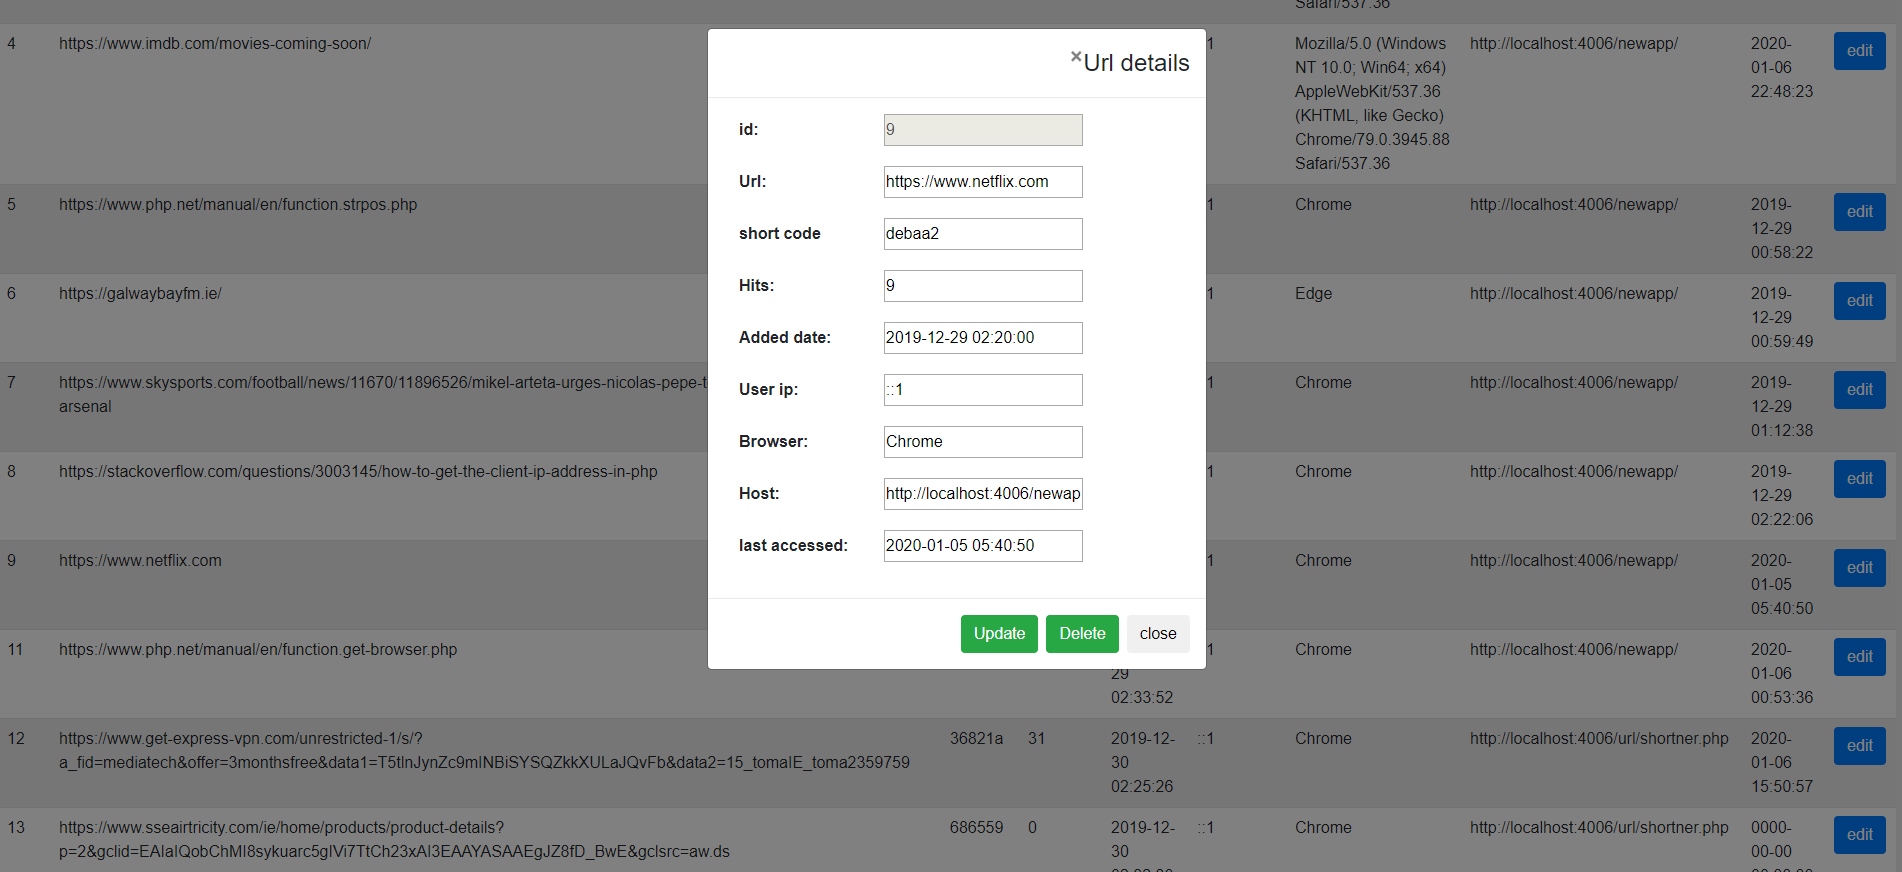 Safari/537.36
4 https://www.imdb.com/movies-coming-soon/ 1 Mozilla/5.0 (Windows http://localhost:4006/newapp/ 2020- edit
NT 10.0; Win64; x64) 01-06
AppleWebKit/537.36 22:48:23
(KHTML, like Gecko)
Chrome/79.0.3945.88
Safari/537.36
5 https://www.php.net/manual/en/function.strpos.php 1 Chrome http://localhost:4006/newapp/ 2019- edit
12-29
00:58:22
6 https://galwaybayfm.ie/ 1 Edge http://localhost:4006/newapp/ 2019- edit
12-29
00:59:49
7 https://www.skysports.com/football/news/11670/11896526/mikel-arteta-urges-nicolas-pepe-t 1 Chrome http://localhost:4006/newapp/ 2019- edit
arsenal 12-29
01:12:38
8 https://stackoverflow.com/questions/3003145/how-to-get-the-client-ip-address-in-php 1 Chrome http://localhost:4006/newapp/ 2019- edit
12-29
02:22:06
9 https://www.netflix.com 1 Chrome http://localhost:4006/newapp/ 2020- edit
01-05
05:40:50
11 https://www.php.net/manual/en/function.get-browser.php 1 Chrome http://localhost:4006/newapp/ 2020- edit
29 01-06
02:33:52 00:53:36
12 https://www.get-express-vpn.com/unrestricted-1/s/? 36821a 31 2019-12- ::1 Chrome http://localhost:4006/url/shortner.php 2020- edit
a_fid=mediatech&offer=3monthsfree&data1=T5tlnJynZc9mINBiSYSQZkkXULaJQvFb&data2=15_tomaIE_toma2359759 30 01-06
02:25:26 15:50:57
13 https://www.sseairtricity.com/ie/home/products/product-details? 686559 0 2019-12- ::1 Chrome http://localhost:4006/url/shortner.php 0000- edit
p=2&gclid=EAIaIQobChMI8sykuarc5gIVi7TtCh23xAI3EAAYASAAEgJZ8fD_BwE&gclsrc=aw.ds 30 00-00
×Url details
id: 9
Url: https://www.netflix.com
short code debaa2
Hits: 9
Added date: 2019-12-29 02:20:00
User ip: ::1
Browser: Chrome
Host: http://localhost:4006/newap
last accessed: 2020-01-05 05:40:50
Update Delete close